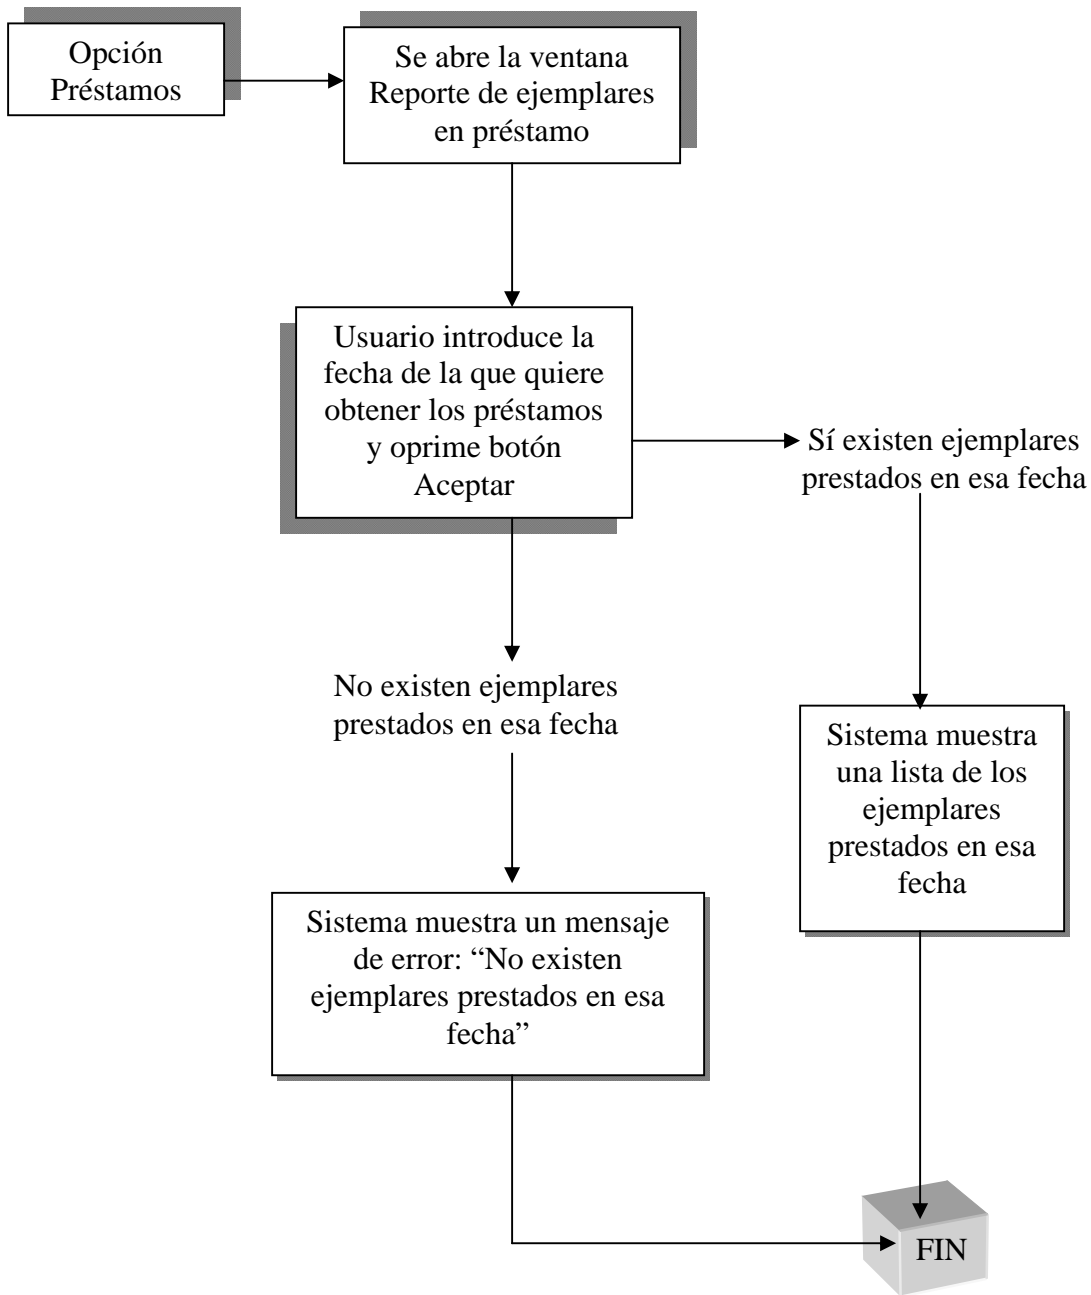 Opción
Préstamos
Se abre la ventana
Reporte de ejemplares
en préstamo
Usuario introduce la
fecha de la que quiere
obtener los préstamos
y oprime botón
Aceptar
Sí existen ejemplares
prestados en esa fecha
No existen ejemplares
prestados en esa fecha
Sistema muestra
una lista de los
ejemplares
prestados en esa
fecha
Sistema muestra un mensaje
de error: “No existen
ejemplares prestados en esa
fecha”
FIN